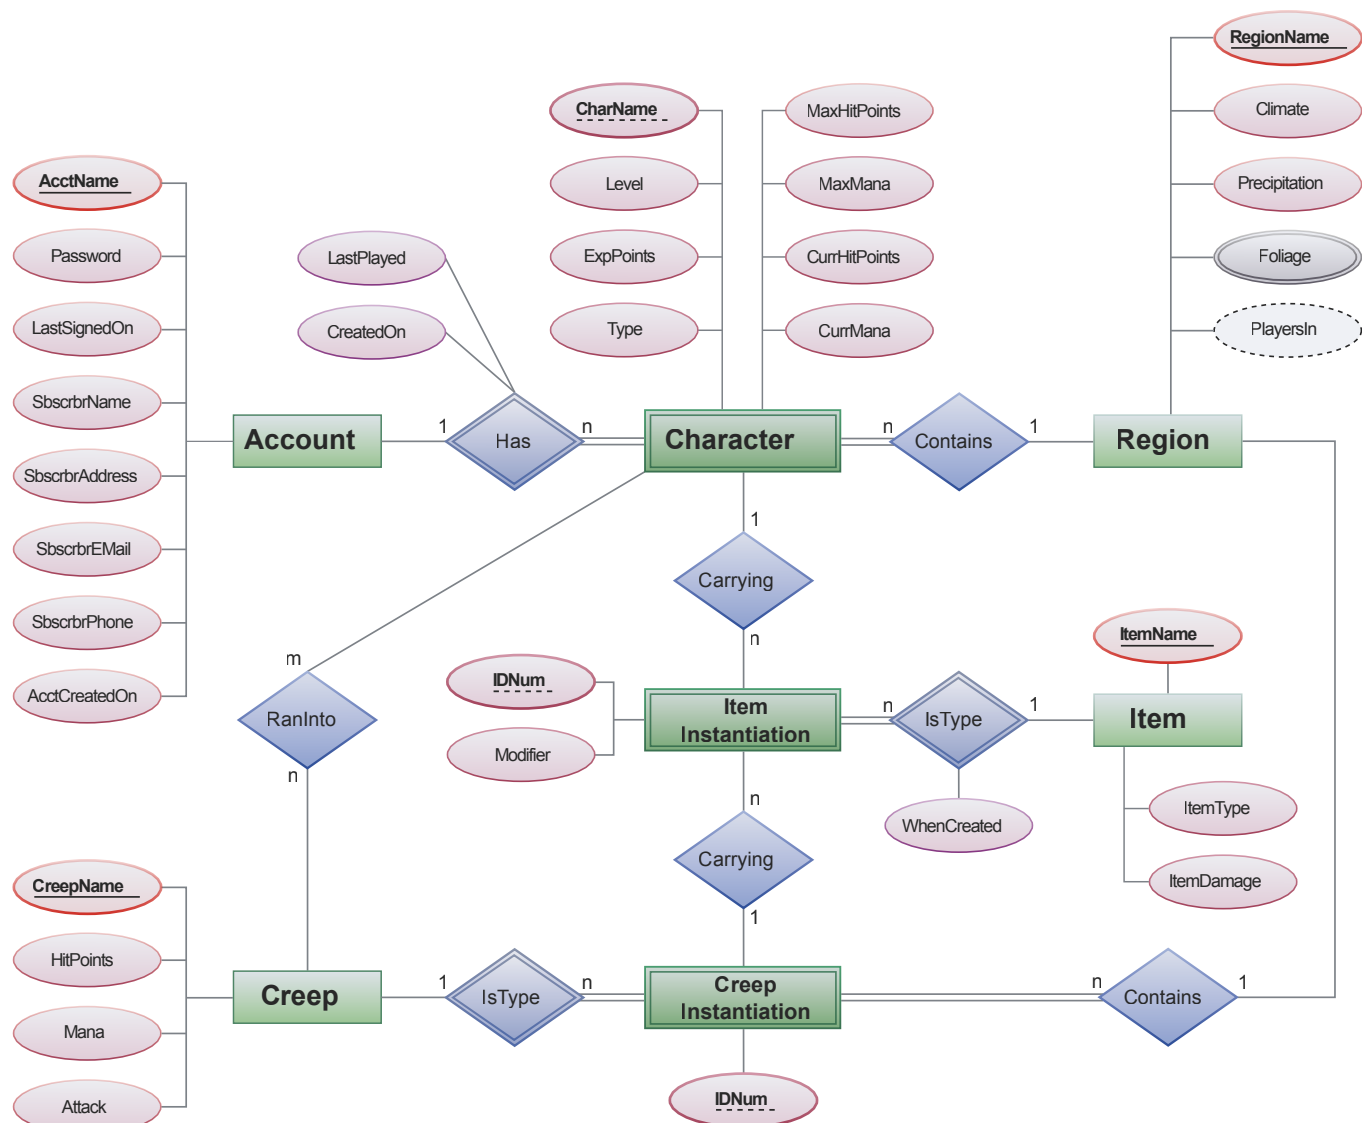 RegionName
CharName
MaxHitPoints
Climate
AcctName
Level
MaxMana
Precipitation
Password
LastPlayed
ExpPoints
CurrHitPoints
Foliage
LastSignedOn
CreatedOn
Type
CurrMana
PlayersIn
SbscrbrName
Account
1
Has
n
Character
n
Contains
1
Region
SbscrbrAddress
1
SbscrbrEMail
Carrying
SbscrbrPhone
n
ItemName
m
AcctCreatedOn
RanInto
IDNum
Modifier
Item
Instantiation
n
IsType
1
Item
n
n
WhenCreated
ItemType
Carrying
CreepName
ItemDamage
1
HitPoints
Creep
1
IsType
n
Creep
Instantiation
n
Contains
1
Mana
Attack
IDNum